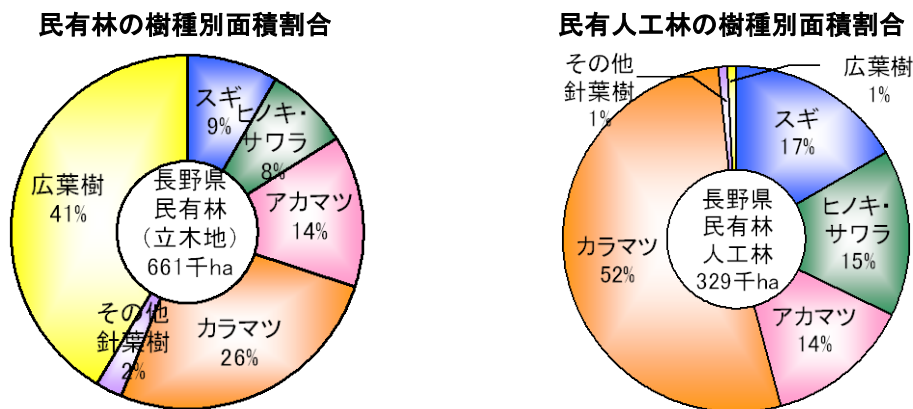 民有林の樹種別面積割合
スギ
9%
ヒノキ・
サワラ
8%
アカマツ
14%
カラマツ
26%
その他
針葉樹
2%
広葉樹
41%
長野県
民有林
(立木地)
661千ha
民有人工林の樹種別面積割合
スギ
17%
ヒノキ・
サワラ
15%
アカマツ
14%
カラマツ
52%
その他
針葉樹
1%
広葉樹
1%
長野県
民有林
人工林
329千ha